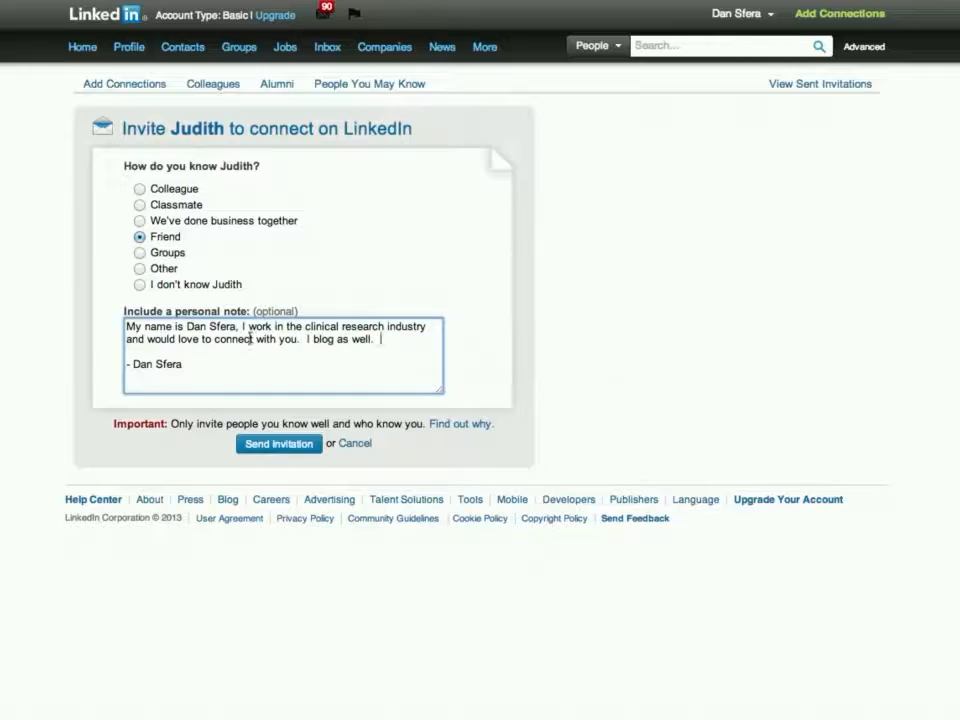 Linked in Account Type: Basic | Upgrade 90 Dan Sfera Add Connections
Home Profile Contacts Groups Jobs Inbox Companies News More People Search... Advanced
Add Connections Colleagues Alumni People You May Know View Sent Invitations
Invite Judith to connect on LinkedIn
How do you know Judith?
Colleague
Classmate
We've done business together
Friend
Groups
Other
I don't know Judith
Include a personal note: (optional)
My name is Dan Sfera, I work in the clinical research industry
and would love to connect with you. I blog as well.
- Dan Sfera
Important: Only invite people you know well and who know you. Find out why.
Send Invitation or Cancel
Help Center About Press Blog Careers Advertising Talent Solutions Tools Mobile Developers Publishers Language Upgrade Your Account
LinkedIn Corporation © 2013 User Agreement Privacy Policy Community Guidelines Cookie Policy Copyright Policy Send Feedback